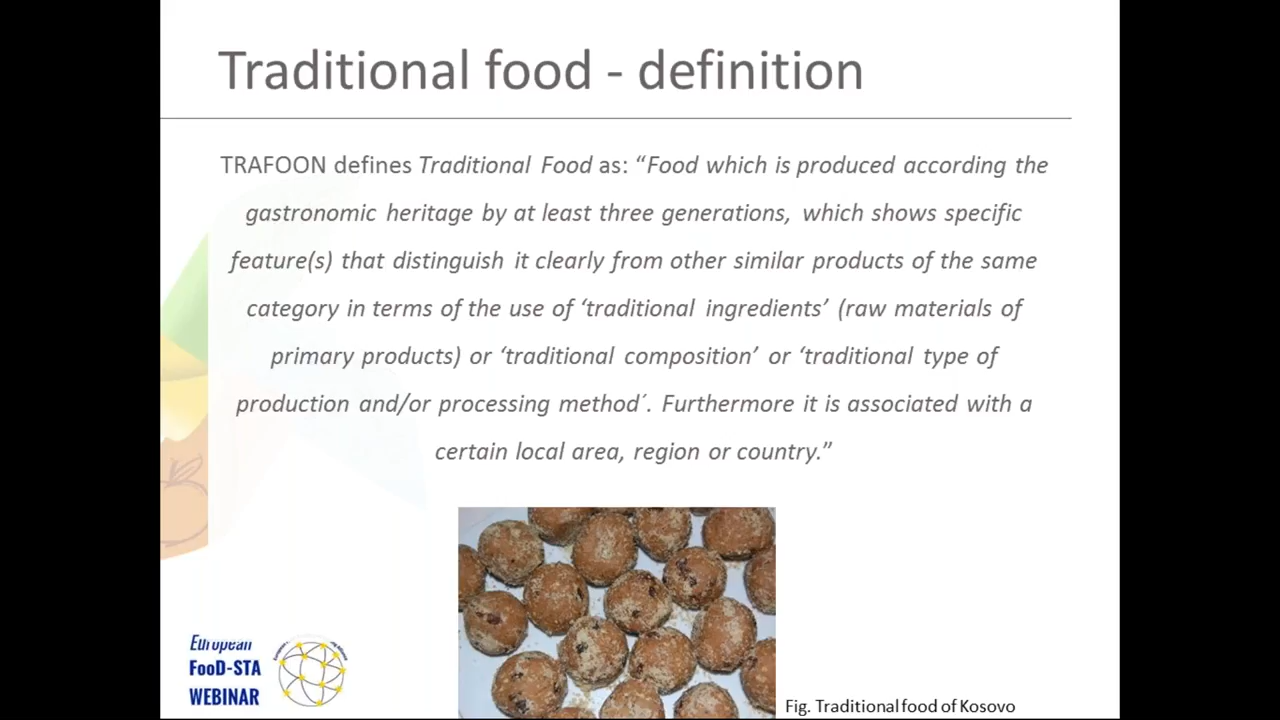 Traditional food - definition
TRAFOON defines Traditional Food as: “Food which is produced according the
gastronomic heritage by at least three generations, which shows specific
feature(s) that distinguish it clearly from other similar products of the same
category in terms of the use of ‘traditional ingredients’ (raw materials of
primary products) or ‘traditional composition’ or ‘traditional type of
production and/or processing method´. Furthermore it is associated with a
certain local area, region or country.”
European
FooD-STA
WEBINAR
Fig. Traditional food of Kosovo